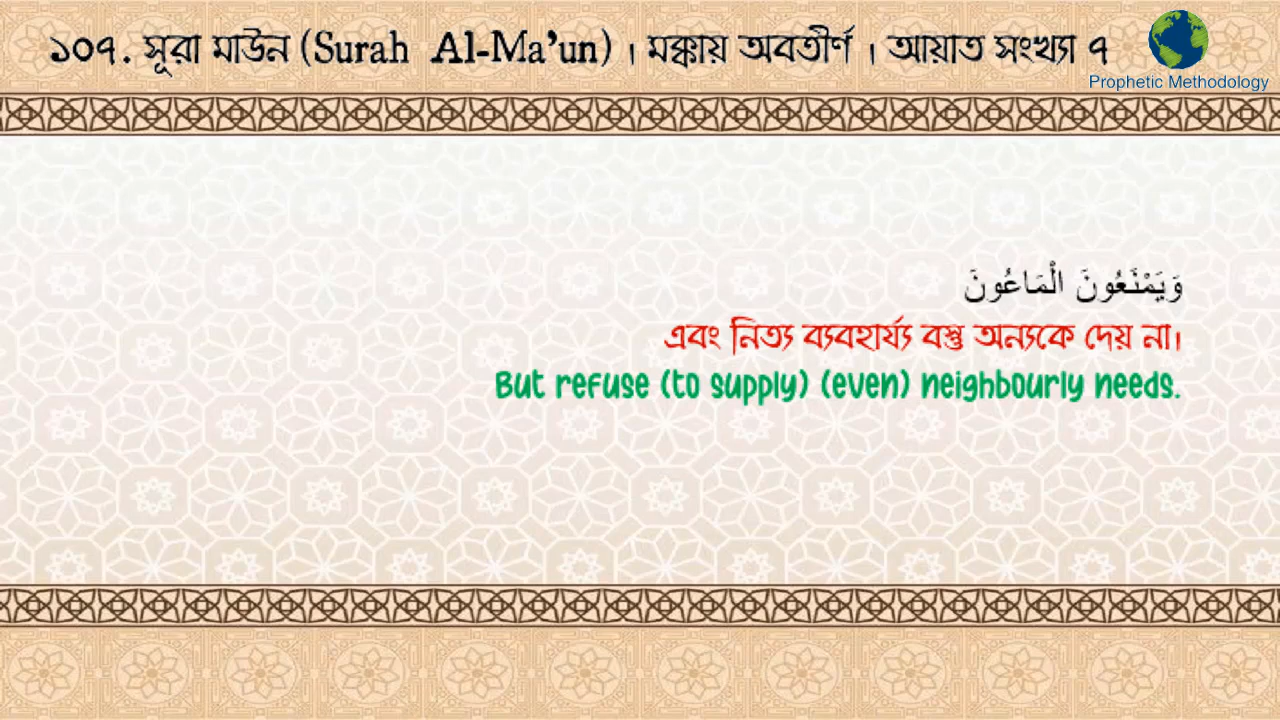 ১০৭. সূরা মাউন (Surah Al-Ma'un) । মক্কায় অবতীর্ণ । আয়াত সংখ্যা ৭
Prophetic Methodology
وَيَمْنَعُونَ الْمَاعُونَ
এবং নিত্য ব্যবহার্য্য বস্তু অন্যকে দেয় না।
But refuse (to supply) (even) neighbourly needs.